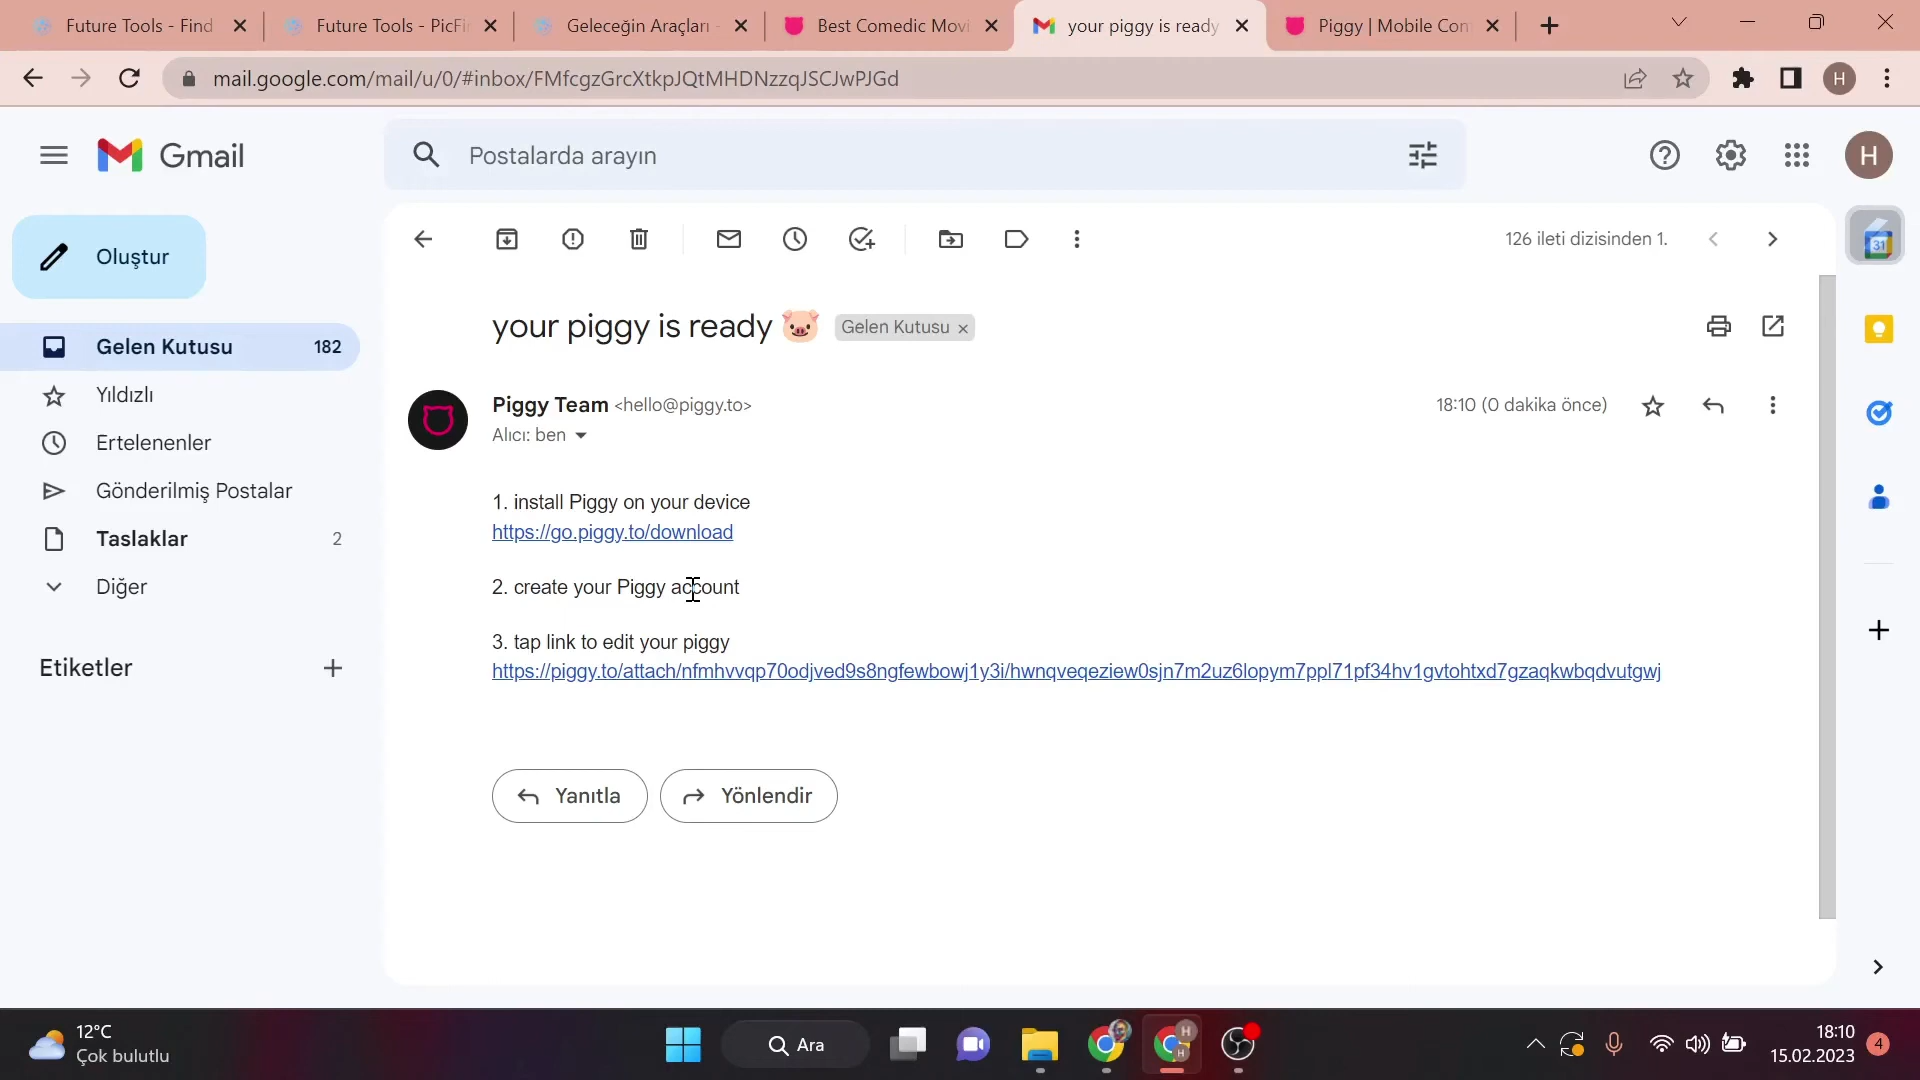 Future Tools - Find
Future Tools - PicFi
Geleceğin Araçları -
Best Comedic Movi
your piggy is ready
Piggy | Mobile Con
mail.google.com/mail/u/0/#inbox/FMfcgzGrcXtkpJQtMHDNzzqJSCJwPJGd
H
Gmail
Postalarda arayın
H
Oluştur
126 ileti dizisinden 1.
31
your piggy is ready
Gelen Kutusu
Gelen Kutusu 182
Yıldızlı
Ertelenenler
Gönderilmiş Postalar
Taslaklar 2
Diğer
Etiketler
Piggy Team <hello@piggy.to>
18:10 (0 dakika önce)
Alıcı: ben
1. install Piggy on your device
https://go.piggy.to/download
2. create your Piggy account
3. tap link to edit your piggy
https://piggy.to/attach/nfmhvvqp70odjved9s8ngfewbowj1y3i/hwnqveqeziew0sjn7m2uz6lopym7ppl71pf34hv1gvtohtxd7gzaqkwbqdvutgwj
Yanıtla
Yönlendir
12°C
Çok bulutlu
Ara
H
H
18:10
15.02.2023
4